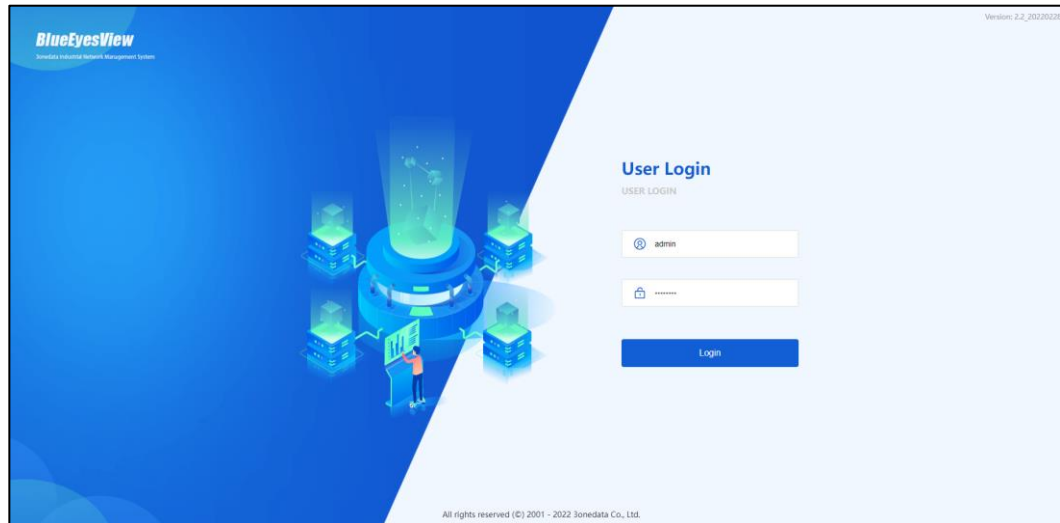 Version: 2.2_20220228
BlueEyesView
3onedata Industrial Network Management System
User Login
USER LOGIN
admin
········
Login
All rights reserved (©) 2001 - 2022 3onedata Co., Ltd.